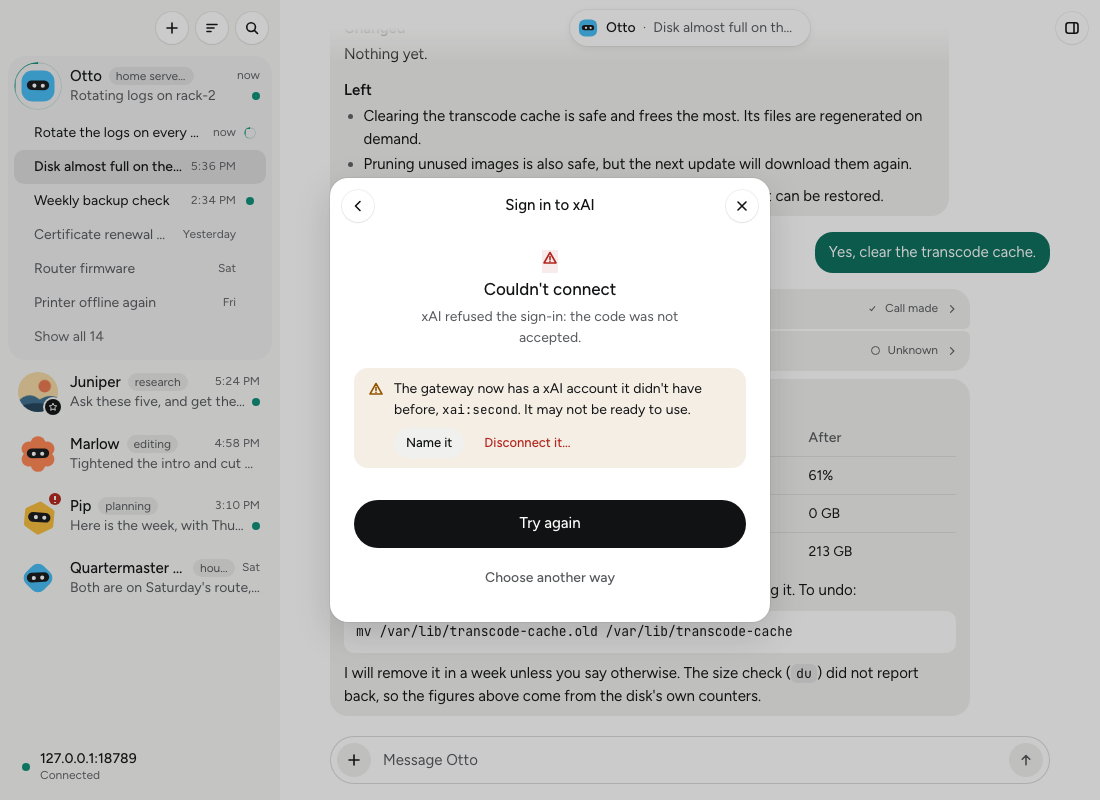 Otto
home serve...
now
Rotating logs on rack-2
Rotate the logs on every ...
now
Disk almost full on the...
5:36 PM
Weekly backup check
2:34 PM
Certificate renewal ...
Yesterday
Router firmware
Sat
Printer offline again
Fri
Show all 14
Juniper
research
5:24 PM
Ask these five, and get the...
Marlow
editing
4:58 PM
Tightened the intro and cut ...
Pip
planning
3:10 PM
Here is the week, with Thu...
Quartermaster ...
hou...
Sat
Both are on Saturday's route,...
127.0.0.1:18789
Connected
Otto · Disk almost full on th...
Changed
Nothing yet.
Left
Clearing the transcode cache is safe and frees the most. Its files are regenerated on
demand.
Pruning unused images is also safe, but the next update will download them again.
can be restored.
Yes, clear the transcode cache.
Call made
Unknown
After
61%
0 GB
213 GB
it. To undo:
mv /var/lib/transcode-cache.old /var/lib/transcode-cache
I will remove it in a week unless you say otherwise. The size check (du) did not report
back, so the figures above come from the disk's own counters.
Message Otto
Sign in to xAI
Couldn't connect
xAI refused the sign-in: the code was not
accepted.
The gateway now has a xAI account it didn't have
before, xai:second. It may not be ready to use.
Name it
Disconnect it...
Try again
Choose another way